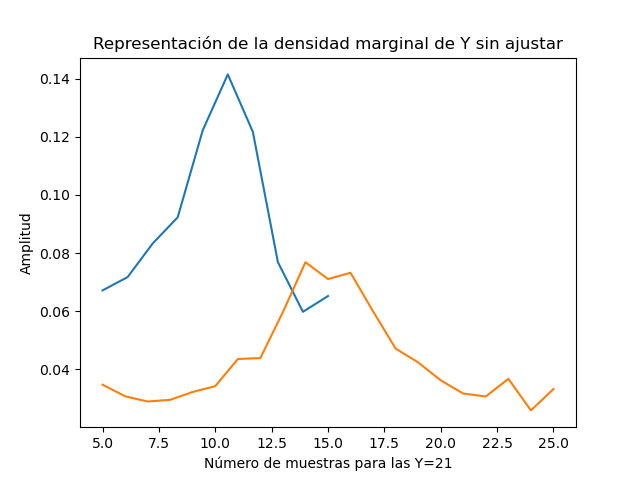 Representación de la densidad marginal de Y sin ajustar
Amplitud
0.14
0.12
0.10
0.08
0.06
0.04
5.0 7.5 10.0 12.5 15.0 17.5 20.0 22.5 25.0
Número de muestras para las Y=21